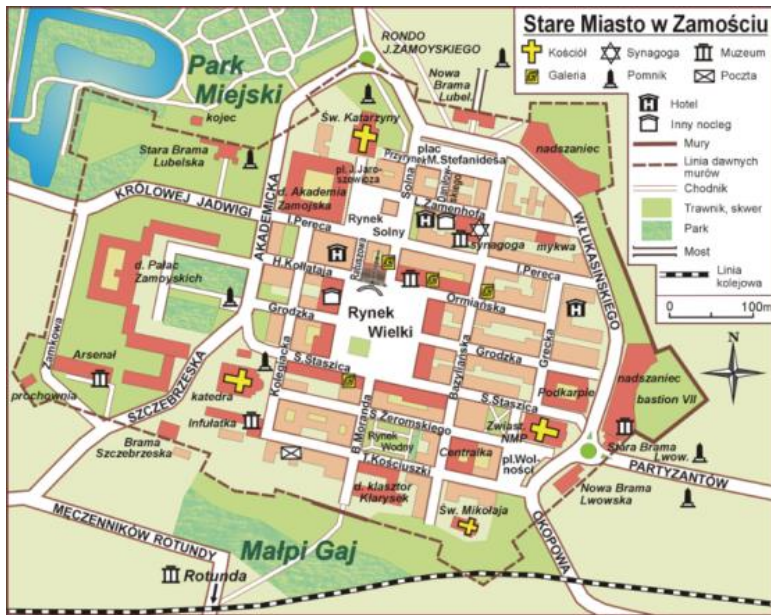 Stare Miasto w Zamościu
Kościół
Synagoga
Muzeum
Galeria
Pomnik
Poczta
Hotel
Inny nocleg
Mury
Linia dawnych
murów
Chodnik
Trawnik, skwer
Park
Most
Linia
kolejowa
0 100m
N
RONDO
J.ZAMOYSKIEGO
Park
Miejski
kojec
Nowa
Brama
Lubel.
Św. Katarzyny
Stara Brama
Lubelska
nadszaniec
plac
M.Stefanidesa
Przyrynek
pl.J.Jaro-
szewicza
Solna
d. Akademia
Zamojska
AKADEMICKA
KRÓLOWEJ JADWIGI
Zamenhofa
Rynek
Solny
I.Pereca
synagoga
mykwa
W.ŁUKASIŃSKIEGO
I.Pereca
Ratuszowa
H.Kołłątaja
d. Pałac
Zamoyskich
Ormiańska
Rynek
Wielki
Grodzka
Grodzka
Grecka
Zamkowa
Arsenał
Kolegiacka
S.Staszica
Bazyliańska
SZCZEBRZESKA
prochownia
katedra
S.Staszica
Podkarpie
nadszaniec
bastion VII
Infułatka
B.Moranda
S.Żeromskiego
Zwiast.
NMP
Brama
Szczebrzeska
Rynek
Wodny
Centralka
pl.Wol-
ności
Stara Brama
Lwow.
T.Kościuszki
PARTYZANTÓW
d. klasztor
Klarysek
Nowa Brama
Lwowska
Św. Mikołaja
MĘCZENNIKÓW ROTUNDY
OKOPOWA
Małpi Gaj
Rotunda